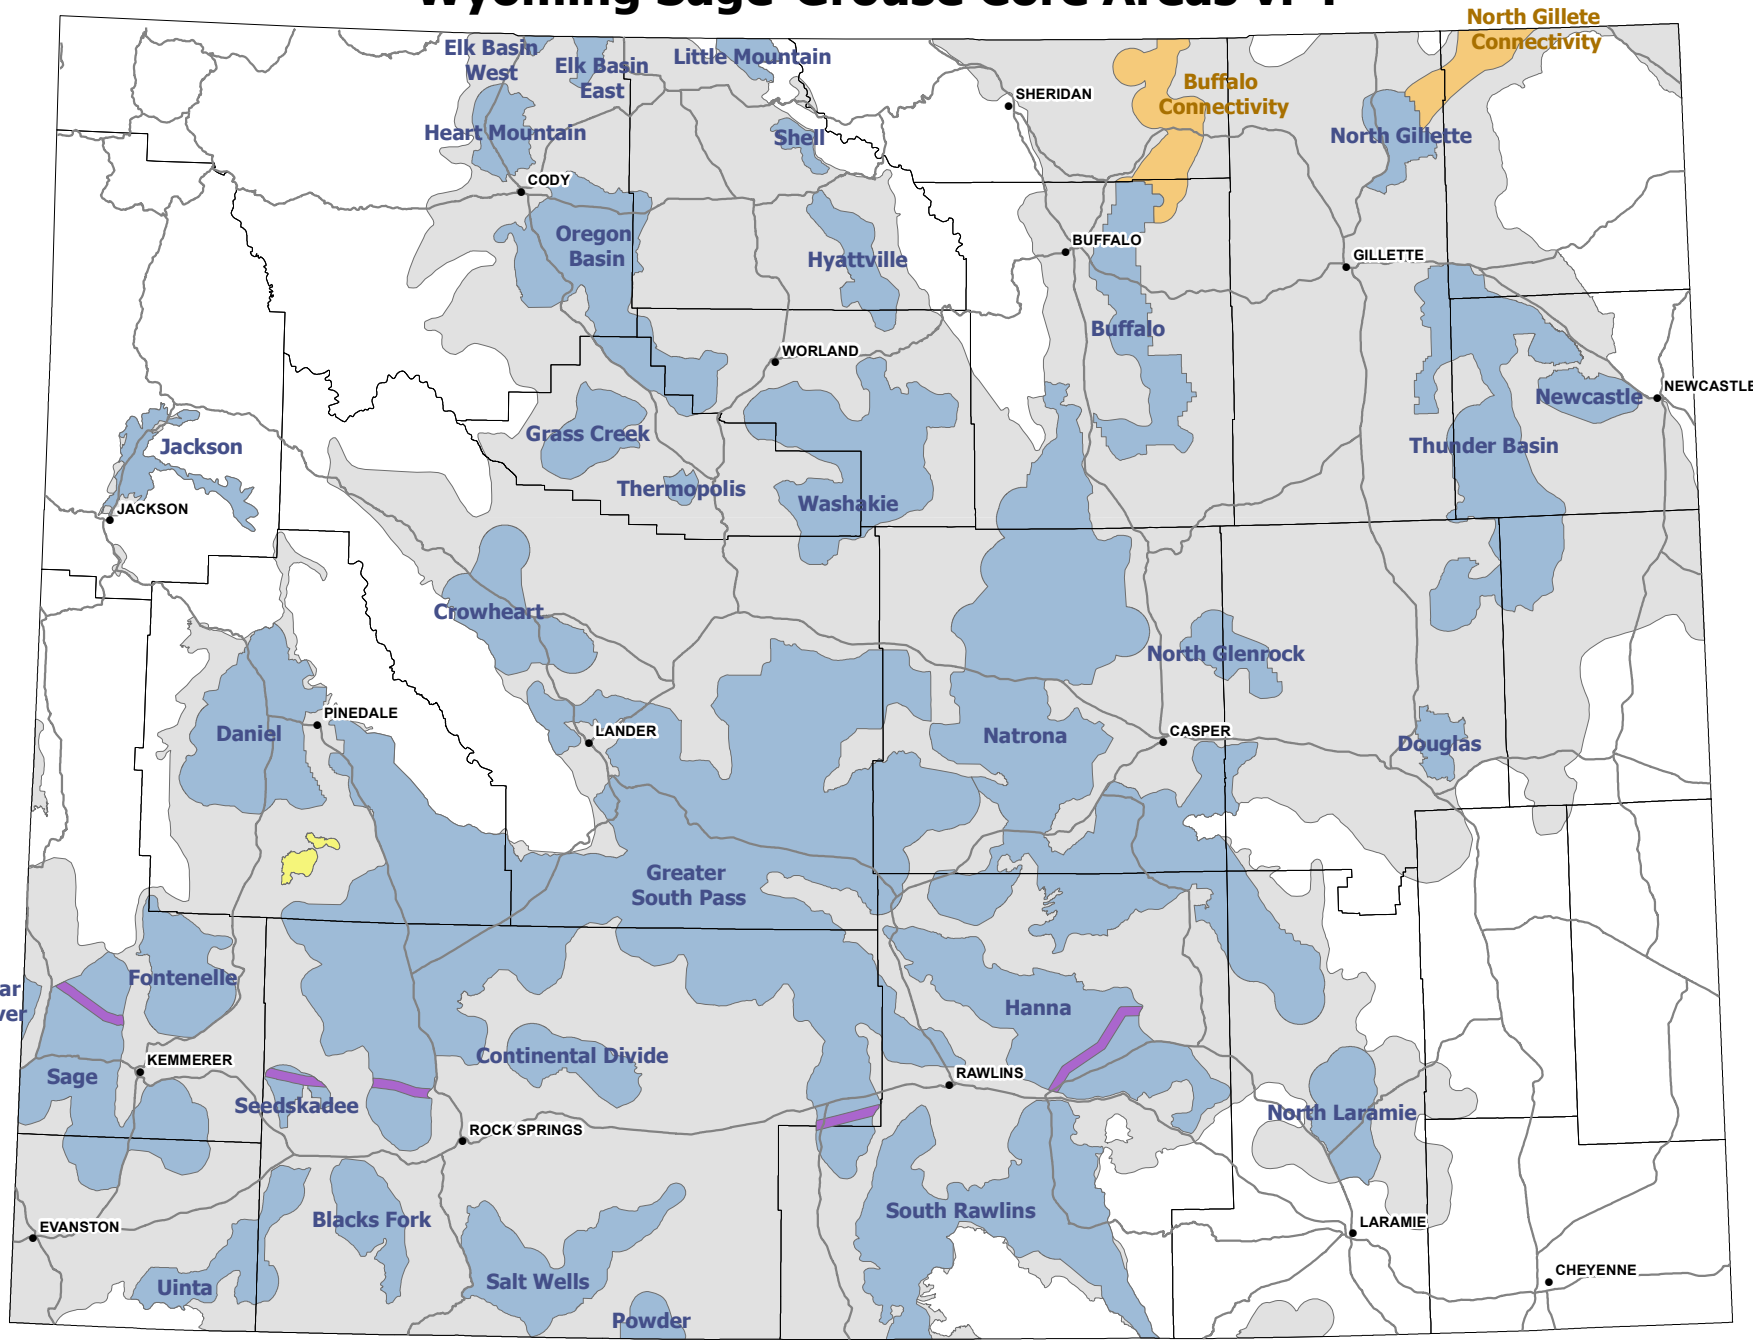 North Gillete
Connectivity
Elk Basin
West
Elk Basin
East
Little Mountain
Buffalo
Connectivity
SHERIDAN
Heart Mountain
Shell
North Gillette
CODY
Oregon
Basin
Hyattville
BUFFALO
GILLETTE
Buffalo
WORLAND
NEWCASTLE
Newcastle
Grass Creek
Jackson
Thunder Basin
Thermopolis
Washakie
JACKSON
Crowheart
North Glenrock
PINEDALE
Daniel
LANDER
Natrona
CASPER
Douglas
Greater
South Pass
Fontenelle
Hanna
KEMMERER
Continental Divide
Sage
RAWLINS
Seedskadee
North Laramie
ROCK SPRINGS
South Rawlins
Blacks Fork
EVANSTON
LARAMIE
Uinta
Salt Wells
CHEYENNE
Powder